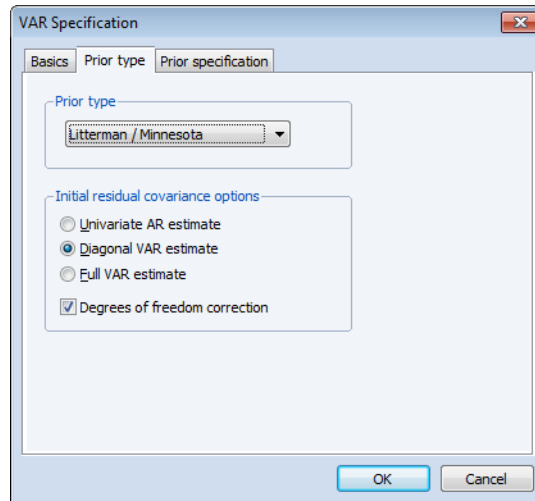 VAR Specification
Basics Prior type Prior specification
Prior type
Litterman / Minnesota
Initial residual covariance options
Univariate AR estimate
Diagonal VAR estimate
Full VAR estimate
Degrees of freedom correction
OK Cancel